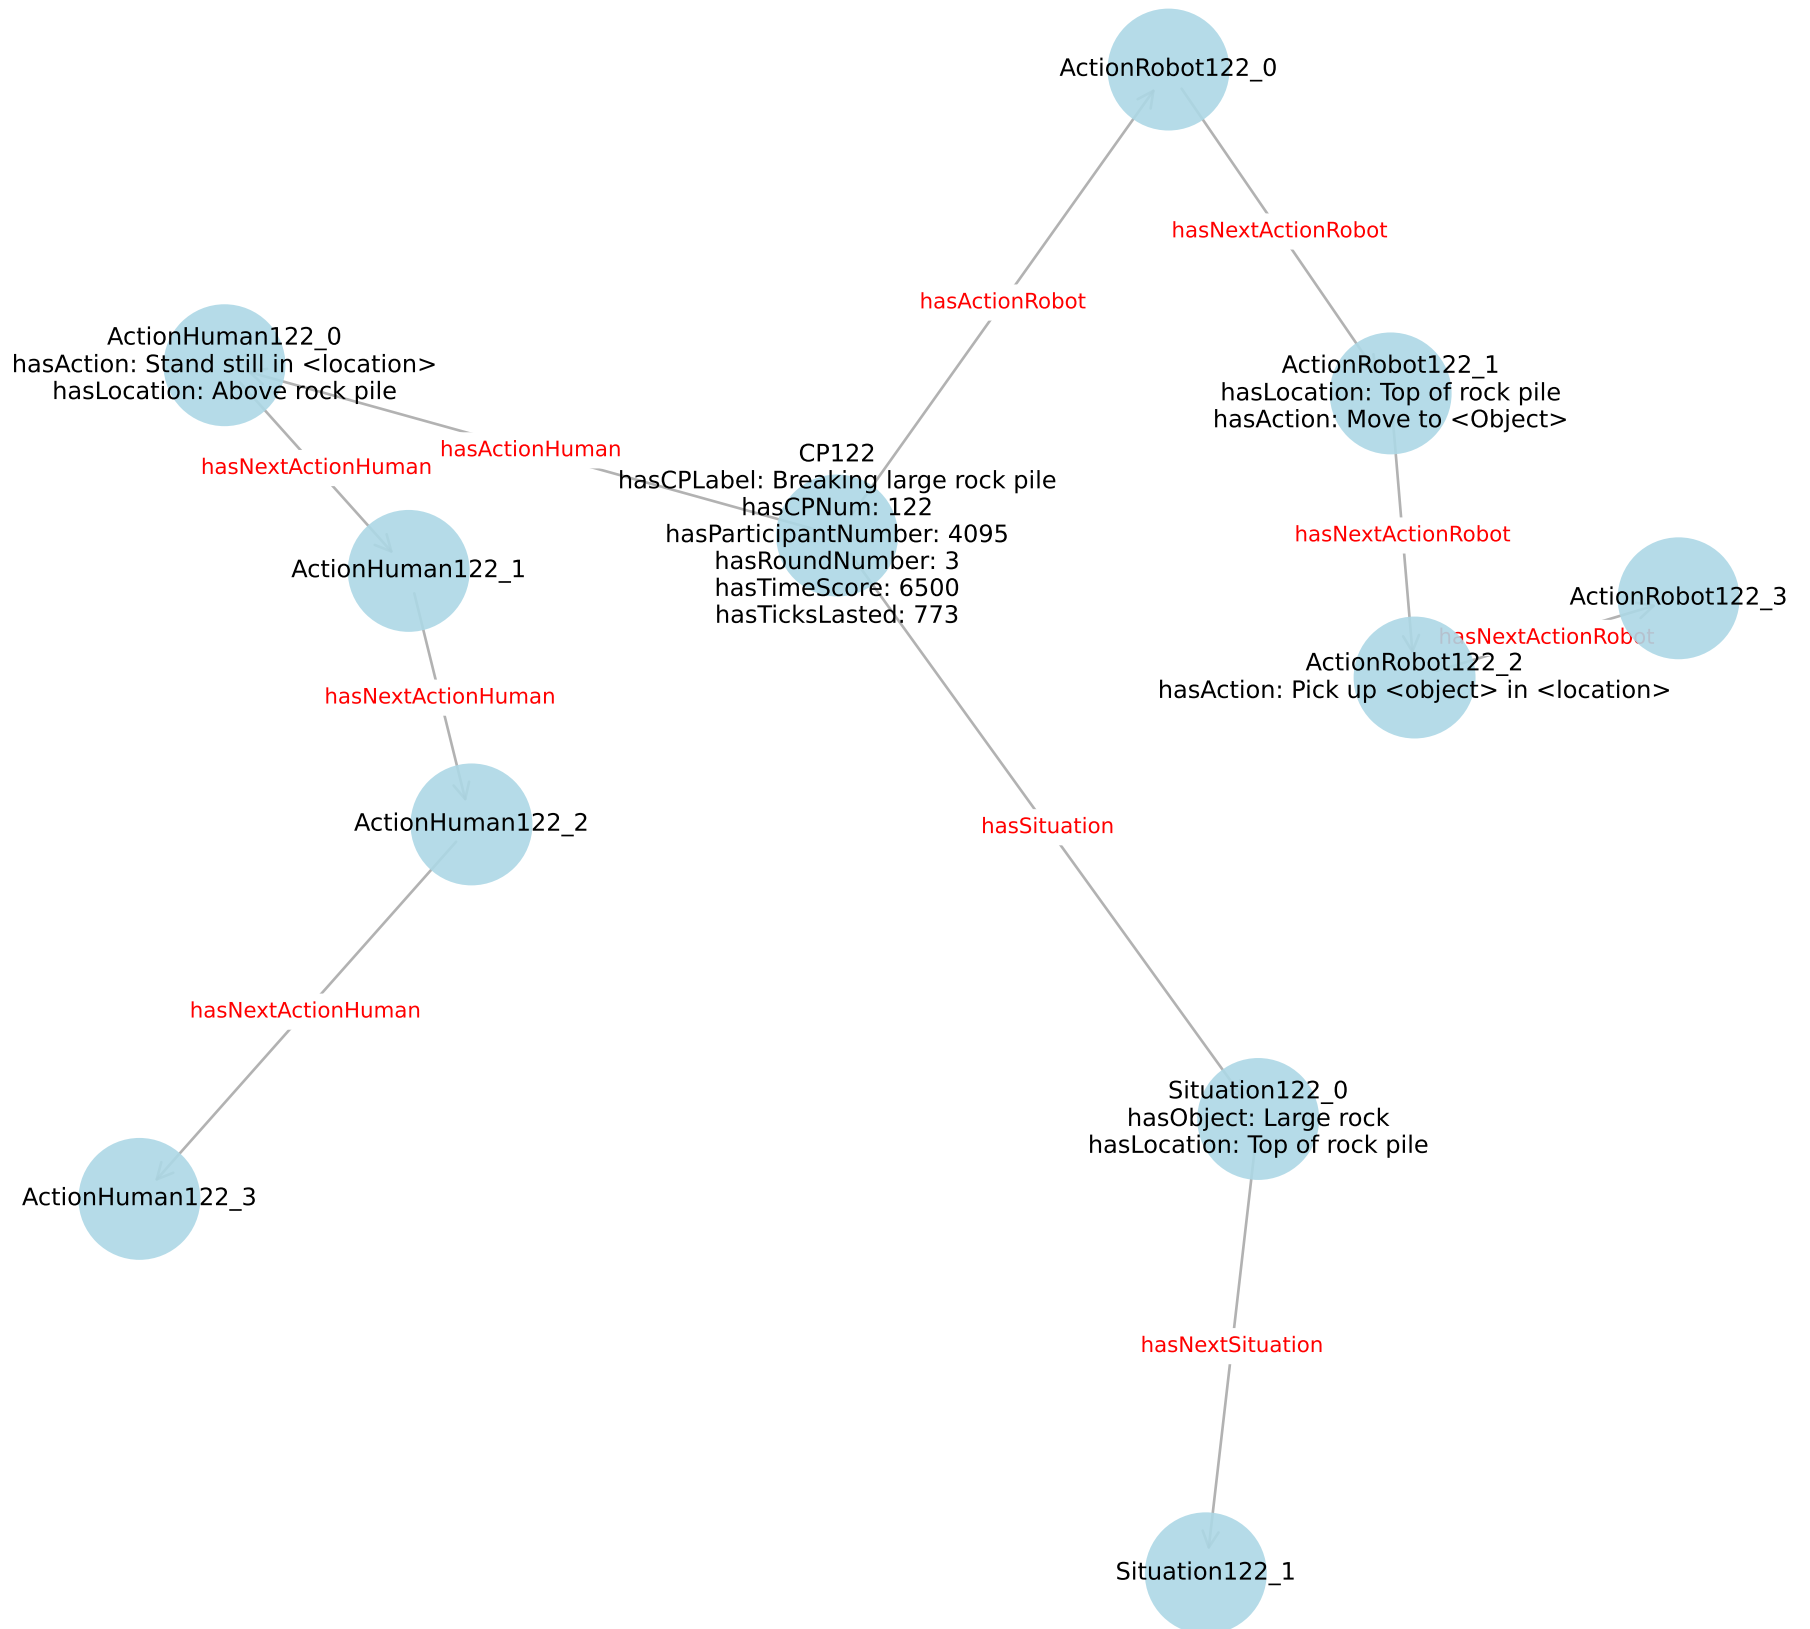 ActionRobot122_0
hasNextActionRobot
hasActionRobot
ActionHuman122_0
hasAction: Stand still in <location>
hasLocation: Above rock pile
ActionRobot122_1
hasLocation: Top of rock pile
hasAction: Move to <Object>
hasActionHuman
hasNextActionHuman
CP122
hasCPLabel: Breaking large rock pile
hasCPNum: 122
hasParticipantNumber: 4095
hasRoundNumber: 3
hasTimeScore: 6500
hasTicksLasted: 773
hasNextActionRobot
ActionHuman122_1
ActionRobot122_3
hasNextActionRobot
ActionRobot122_2
hasAction: Pick up <object> in <location>
hasNextActionHuman
ActionHuman122_2
hasSituation
hasNextActionHuman
Situation122_0
hasObject: Large rock
hasLocation: Top of rock pile
ActionHuman122_3
hasNextSituation
Situation122_1